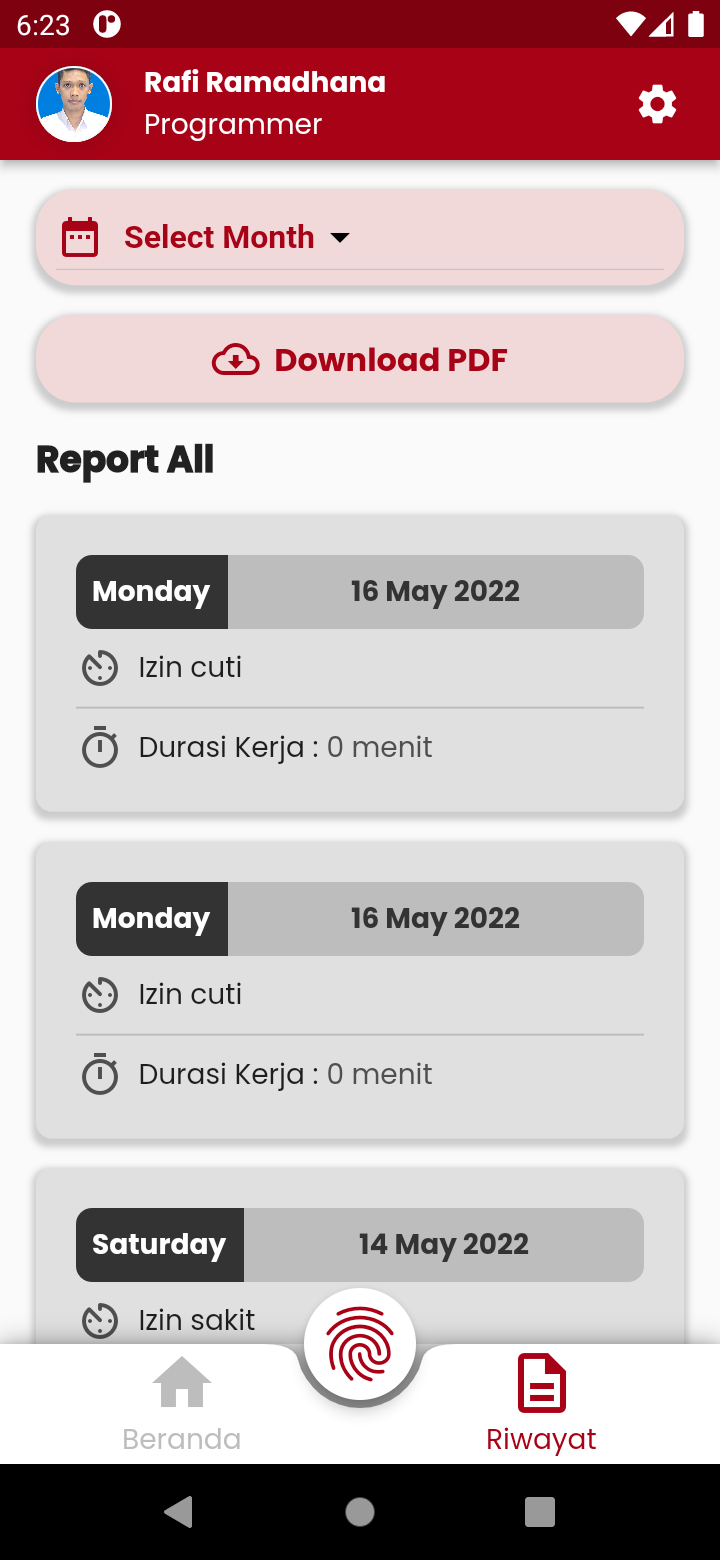 6:23
Rafi Ramadhana
Programmer
Select Month
Download PDF
Report All
Monday 16 May 2022
Izin cuti
Durasi Kerja : 0 menit
Monday 16 May 2022
Izin cuti
Durasi Kerja : 0 menit
Saturday 14 May 2022
Izin sakit
Beranda Riwayat